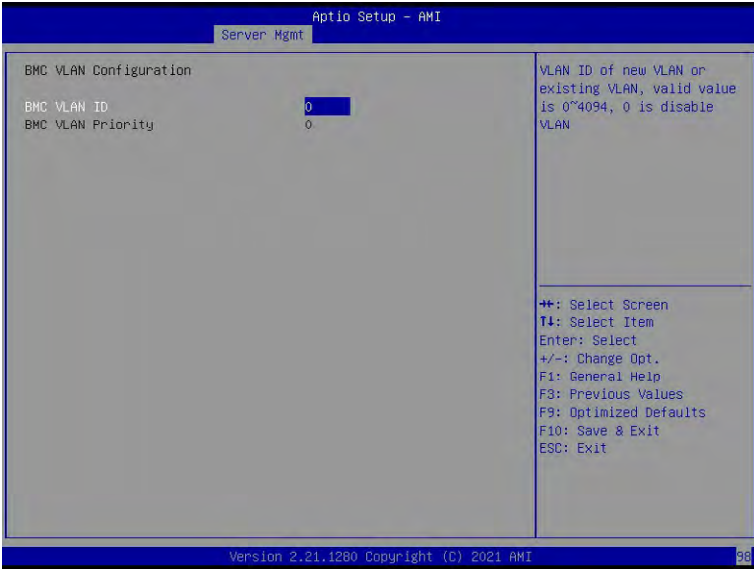 Aptio Setup - AMI
Server Mgmt
BMC VLAN Configuration
BMC VLAN ID 0
BMC VLAN Priority 0
VLAN ID of new VLAN or
existing VLAN, valid value
is 0~4094, 0 is disable
VLAN
→←: Select Screen
↑↓: Select Item
Enter: Select
+/-: Change Opt.
F1: General Help
F3: Previous Values
F9: Optimized Defaults
F10: Save & Exit
ESC: Exit
Version 2.21.1280 Copyright (C) 2021 AMI
98